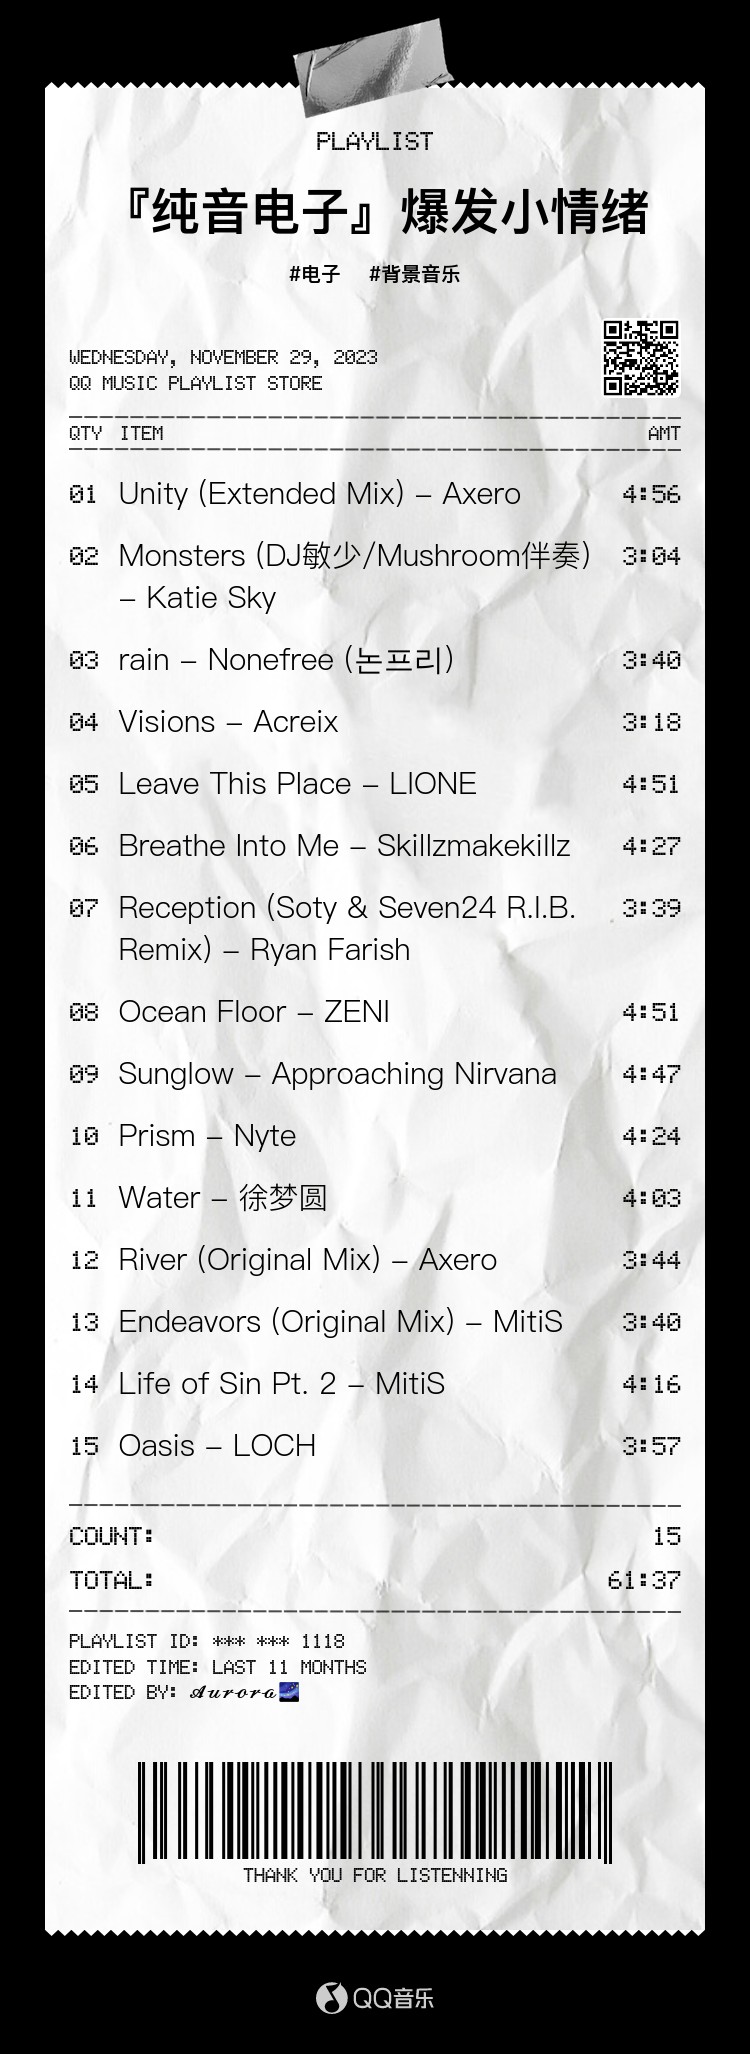 PLAYLIST
『纯音电子』爆发小情绪
#电子 #背景音乐
WEDNESDAY, NOVEMBER 29, 2023
QQ MUSIC PLAYLIST STORE
QTY ITEM AMT
01 Unity (Extended Mix) – Axero 4:56
02 Monsters (DJ敏少/Mushroom伴奏) 3:04
– Katie Sky
03 rain – Nonefree (논프리) 3:40
04 Visions – Acreix 3:18
05 Leave This Place – LIONE 4:51
06 Breathe Into Me – Skillzmakekillz 4:27
07 Reception (Soty & Seven24 R.I.B. 3:39
Remix) – Ryan Farish
08 Ocean Floor – ZENI 4:51
09 Sunglow – Approaching Nirvana 4:47
10 Prism – Nyte 4:24
11 Water – 徐梦圆 4:03
12 River (Original Mix) – Axero 3:44
13 Endeavors (Original Mix) – MitiS 3:40
14 Life of Sin Pt. 2 – MitiS 4:16
15 Oasis – LOCH 3:57
COUNT: 15
TOTAL: 61:37
PLAYLIST ID: *** *** 1118
EDITED TIME: LAST 11 MONTHS
EDITED BY: 𝓐𝓾𝓻𝓸𝓻𝓪🌌
THANK YOU FOR LISTENNING
QQ音乐